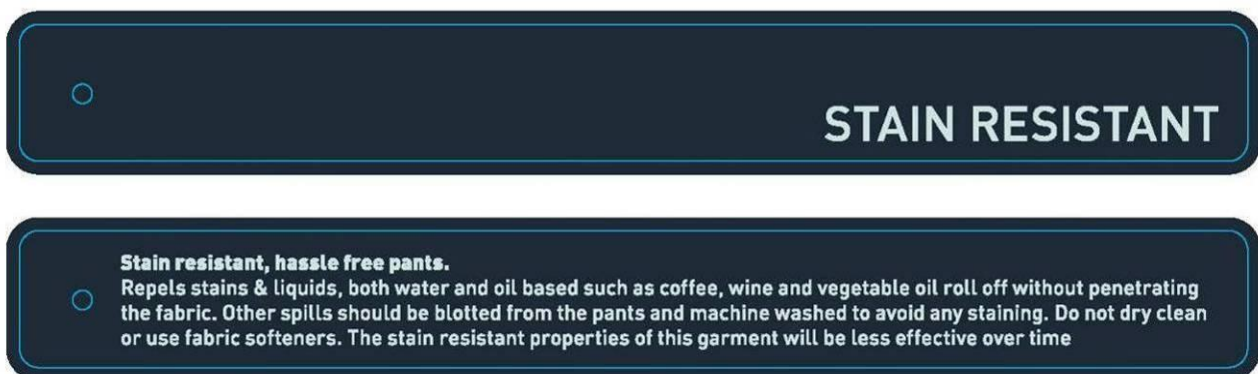 STAIN RESISTANT
Stain resistant, hassle free pants.
Repels stains & liquids, both water and oil based such as coffee, wine and vegetable oil roll off without penetrating
the fabric. Other spills should be blotted from the pants and machine washed to avoid any staining. Do not dry clean
or use fabric softeners. The stain resistant properties of this garment will be less effective over time